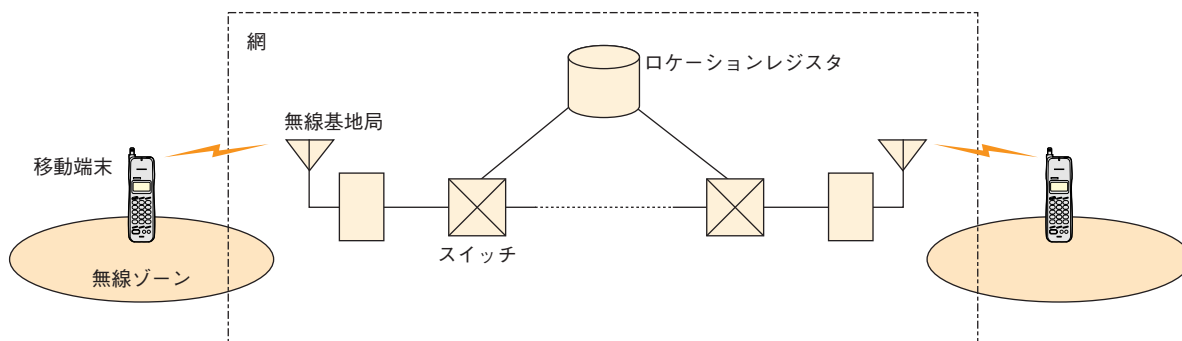 網
ロケーションレジスタ
無線基地局
移動端末
スイッチ
無線ゾーン